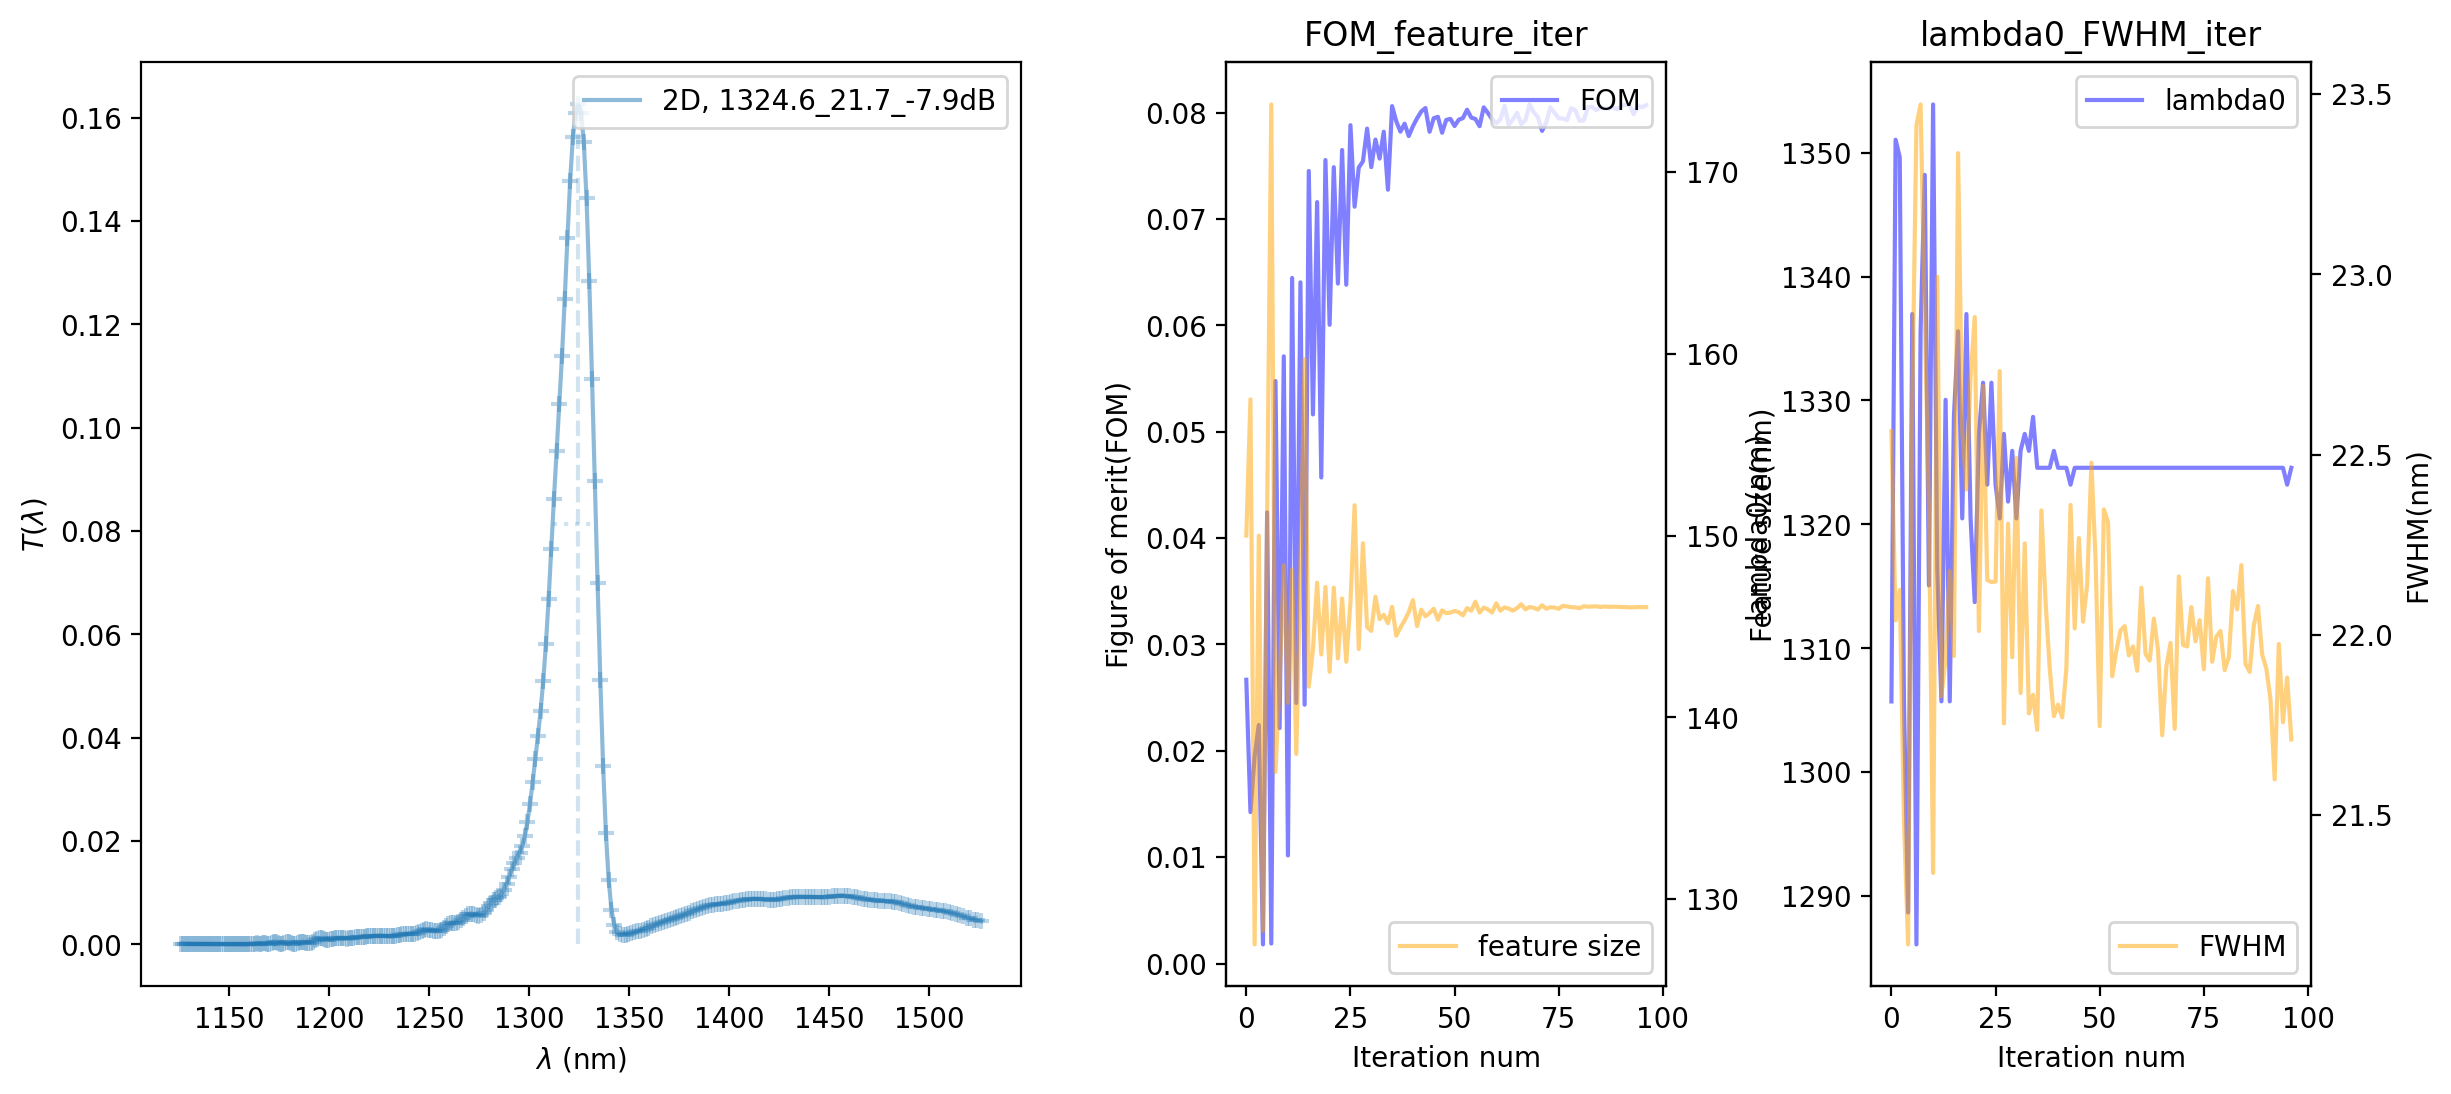 2D, 1324.6_21.7_-7.9dB
0.16
0.14
0.12
0.10
0.08
0.06
0.04
0.02
0.00
T(λ)
1150 1200 1250 1300 1350 1400 1450 1500
λ (nm)
FOM_feature_iter
FOM
0.08
0.07
0.06
0.05
0.04
0.03
0.02
0.01
0.00
Figure of merit(FOM)
170
160
150
140
130
Feature size(nm)
feature size
0 25 50 75 100
Iteration num
lambda0_FWHM_iter
lambda0
1350
1340
1330
1320
1310
1300
1290
lambda0(nm)
23.5
23.0
22.5
22.0
21.5
FWHM(nm)
FWHM
0 25 50 75 100
Iteration num